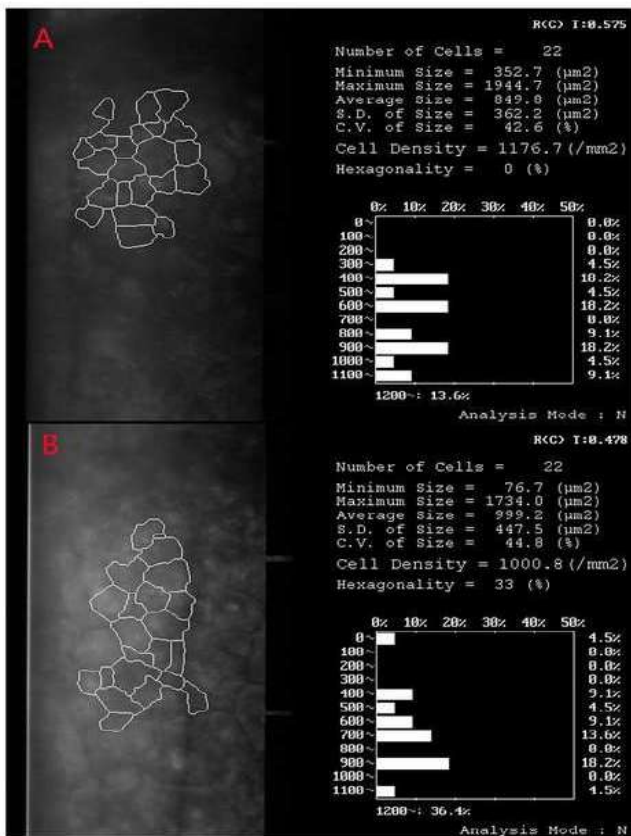 A
R(C) T:0.575
Number of Cells = 22
Minimum Size = 352.7 (µm2)
Maximum Size = 1944.7 (µm2)
Average Size = 849.8 (µm2)
S.D. of Size = 362.2 (µm2)
C.V. of Size = 42.6 (%)
Cell Density = 1176.7(/mm2)
Hexagonality = 0 (%)
0% 10% 20% 30% 40% 50%
0~ 0.0%
100~ 0.0%
200~ 0.0%
300~ 4.5%
400~ 18.2%
500~ 4.5%
600~ 18.2%
700~ 0.0%
800~ 9.1%
900~ 18.2%
1000~ 4.5%
1100~ 9.1%
1200~: 13.6%
Analysis Mode : N
B
R(C) T:0.478
Number of Cells = 22
Minimum Size = 76.7 (µm2)
Maximum Size = 1734.0 (µm2)
Average Size = 999.2 (µm2)
S.D. of Size = 447.5 (µm2)
C.V. of Size = 44.8 (%)
Cell Density = 1000.8(/mm2)
Hexagonality = 33 (%)
0% 10% 20% 30% 40% 50%
0~ 4.5%
100~ 0.0%
200~ 0.0%
300~ 0.0%
400~ 9.1%
500~ 4.5%
600~ 9.1%
700~ 13.6%
800~ 0.0%
900~ 18.2%
1000~ 0.0%
1100~ 4.5%
1200~: 36.4%
Analysis Mode : N